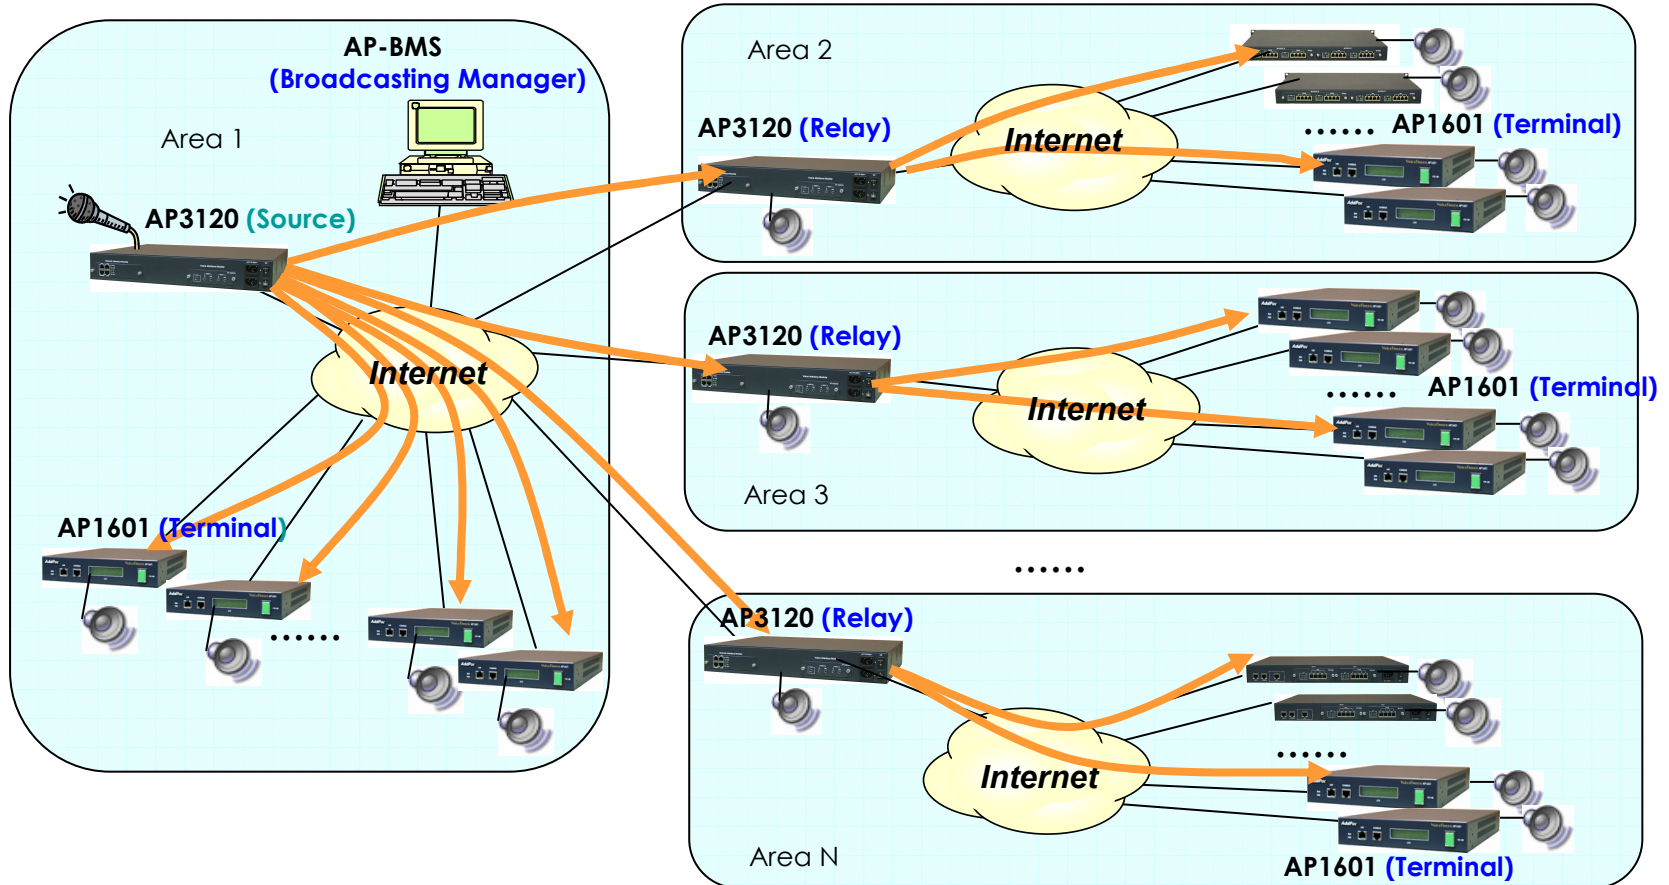 AP-BMS
(Broadcasting Manager)
Area 1
AP3120 (Source)
Internet
AP1601 (Terminal)
......
Area 2
AP3120 (Relay)
Internet
...... AP1601 (Terminal)
AP3120 (Relay)
Internet
...... AP1601 (Terminal)
Area 3
......
AP3120 (Relay)
Internet
......
Area N
AP1601 (Terminal)